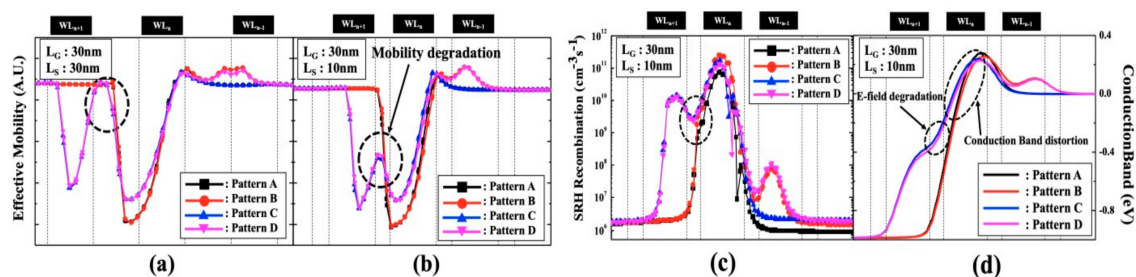 WLn+1 WLn WLn-1 WLn+1 WLn WLn-1 WLn+1 WLn WLn-1 WLn+1 WLn WLn-1
Effective Mobility (A.U.)
LG : 30nm
LS : 30nm
: Pattern A
: Pattern B
: Pattern C
: Pattern D
(a)
LG : 30nm
LS : 10nm
Mobility degradation
: Pattern A
: Pattern B
: Pattern C
: Pattern D
(b)
SRH Recombination (cm⁻³s⁻¹)
10¹²
10¹¹
10¹⁰
10⁹
10⁸
10⁷
10⁶
LG : 30nm
LS : 10nm
: Pattern A
: Pattern B
: Pattern C
: Pattern D
(c)
LG : 30nm
LS : 10nm
E-field degradation
Conduction Band distortion
: Pattern A
: Pattern B
: Pattern C
: Pattern D
0.4
0.0
-0.4
-0.8
ConductionBand (eV)
(d)